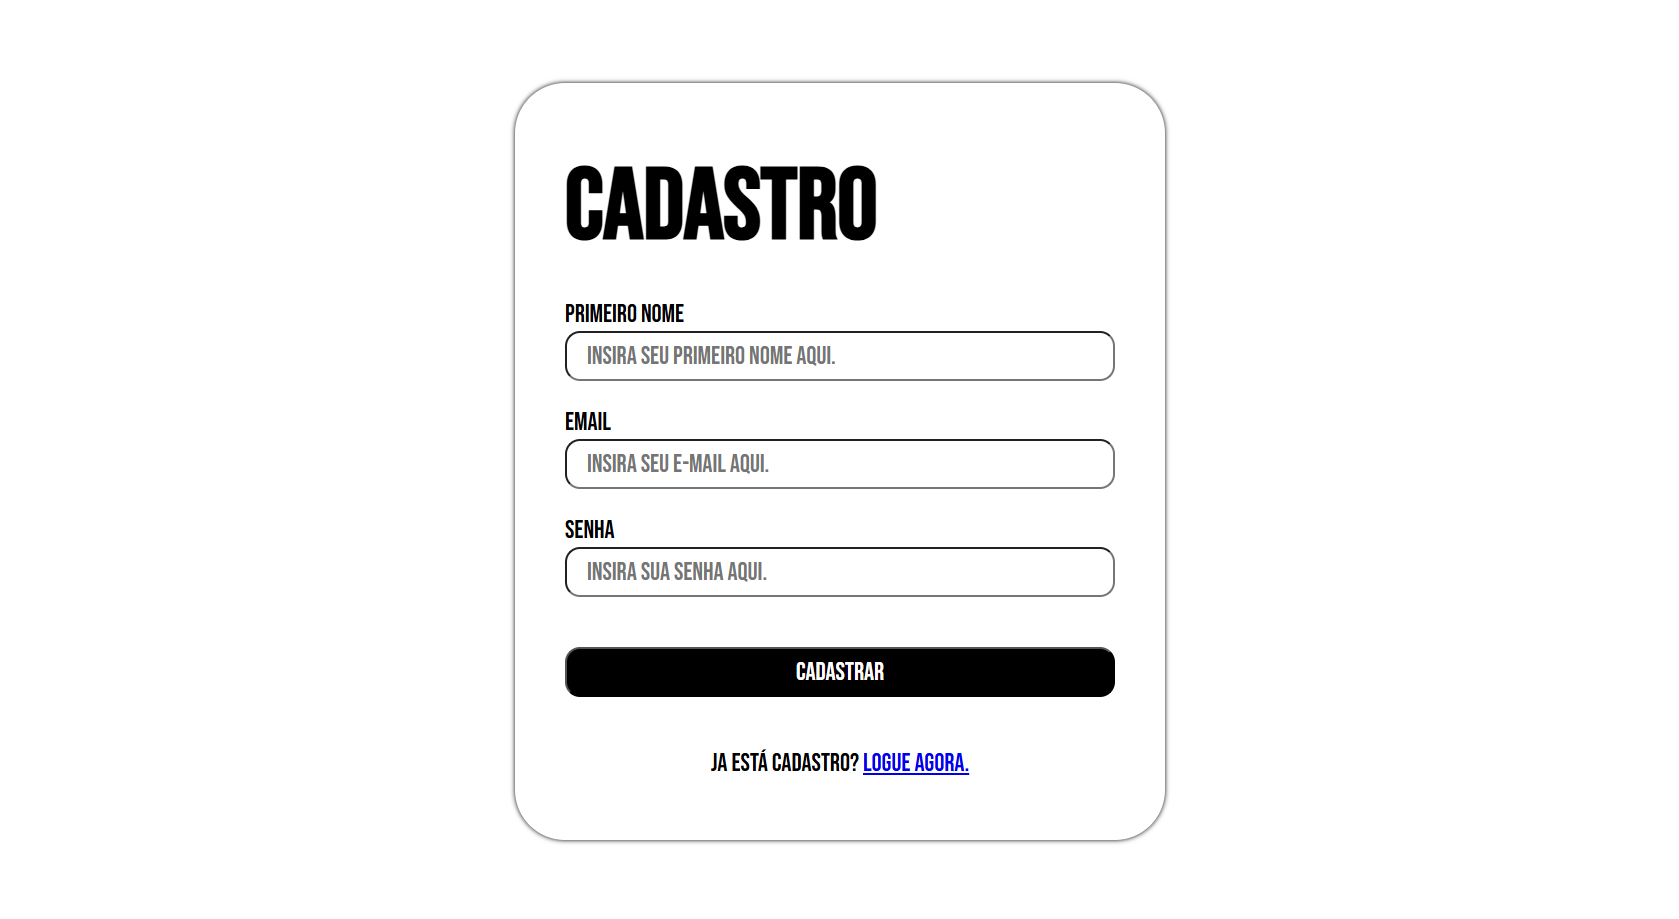 CADASTRO
PRIMEIRO NOME
INSIRA SEU PRIMEIRO NOME AQUI.
EMAIL
INSIRA SEU E-MAIL AQUI.
SENHA
INSIRA SUA SENHA AQUI.
CADASTRAR
JA ESTÁ CADASTRO? LOGUE AGORA.